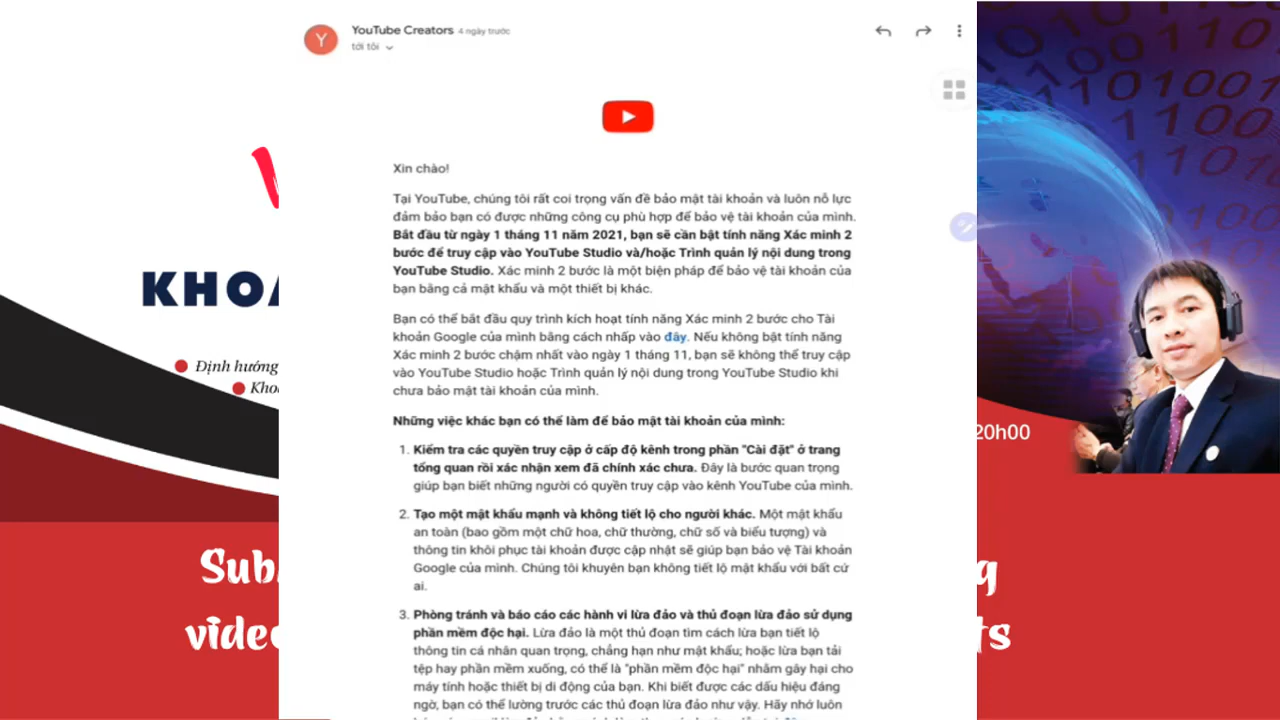 YouTube Creators 4 ngày trước
tới tôi
Xin chào!
Tại YouTube, chúng tôi rất coi trọng vấn đề bảo mật tài khoản và luôn nỗ lực
đảm bảo bạn có được những công cụ phù hợp để bảo vệ tài khoản của mình.
Bắt đầu từ ngày 1 tháng 11 năm 2021, bạn sẽ cần bật tính năng Xác minh 2
bước để truy cập vào YouTube Studio và/hoặc Trình quản lý nội dung trong
YouTube Studio. Xác minh 2 bước là một biện pháp để bảo vệ tài khoản của
bạn bằng cả mật khẩu và một thiết bị khác.
Bạn có thể bắt đầu quy trình kích hoạt tính năng Xác minh 2 bước cho Tài
khoản Google của mình bằng cách nhấp vào đây. Nếu không bật tính năng
Xác minh 2 bước chậm nhất vào ngày 1 tháng 11, bạn sẽ không thể truy cập
vào YouTube Studio hoặc Trình quản lý nội dung trong YouTube Studio khi
chưa bảo mật tài khoản của mình.
Những việc khác bạn có thể làm để bảo mật tài khoản của mình:
1. Kiểm tra các quyền truy cập ở cấp độ kênh trong phần "Cài đặt" ở trang
tổng quan rồi xác nhận xem đã chính xác chưa. Đây là bước quan trọng
giúp bạn biết những người có quyền truy cập vào kênh YouTube của mình.
2. Tạo một mật khẩu mạnh và không tiết lộ cho người khác. Một mật khẩu
an toàn (bao gồm một chữ hoa, chữ thường, chữ số và biểu tượng) và
thông tin khôi phục tài khoản được cập nhật sẽ giúp bạn bảo vệ Tài khoản
Google của mình. Chúng tôi khuyên bạn không tiết lộ mật khẩu với bất cứ
ai.
3. Phòng tránh và báo cáo các hành vi lừa đảo và thủ đoạn lừa đảo sử dụng
phần mềm độc hại. Lừa đảo là một thủ đoạn tìm cách lừa bạn tiết lộ
thông tin cá nhân quan trọng, chẳng hạn như mật khẩu; hoặc lừa bạn tải
tệp hay phần mềm xuống, có thể là "phần mềm độc hại" nhằm gây hại cho
máy tính hoặc thiết bị di động của bạn. Khi biết được các dấu hiệu đáng
ngờ, bạn có thể lường trước các thủ đoạn lừa đảo như vậy. Hãy nhớ luôn
KHOA
Định hướng
20h00